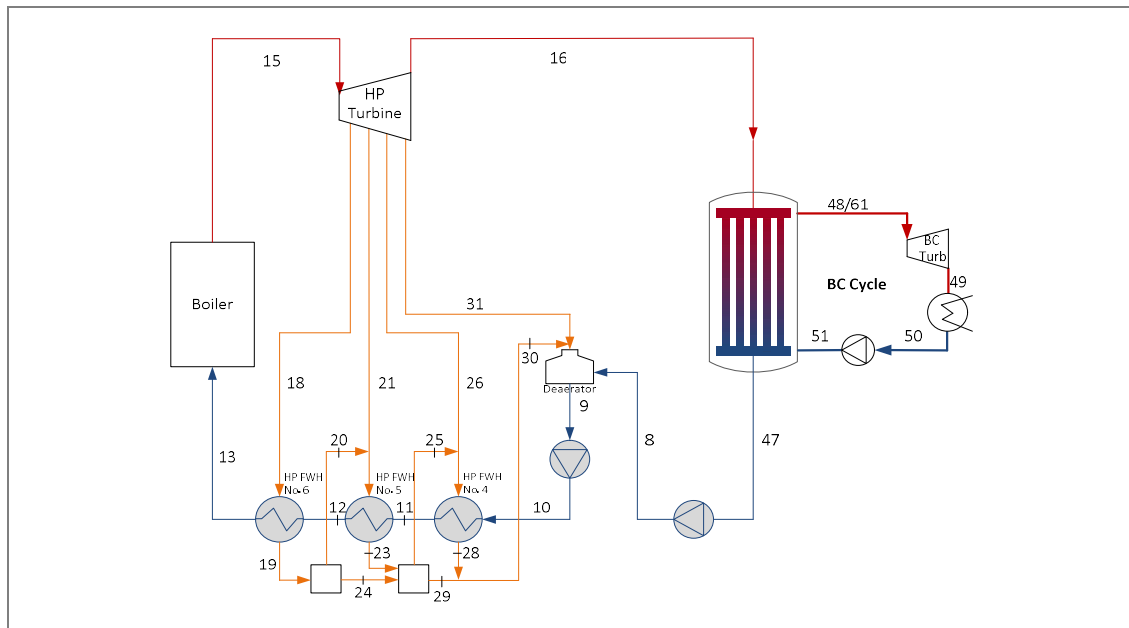 15
16
HP
Turbine
48/61
BC
Turb
BC Cycle
49
Boiler
31
30
51
50
Deaerator
18
21
26
9
8
47
13
20
25
HP FWH
No.6
HP FWH
No.5
HP FWH
No.4
12
11
10
19
23
28
24
29